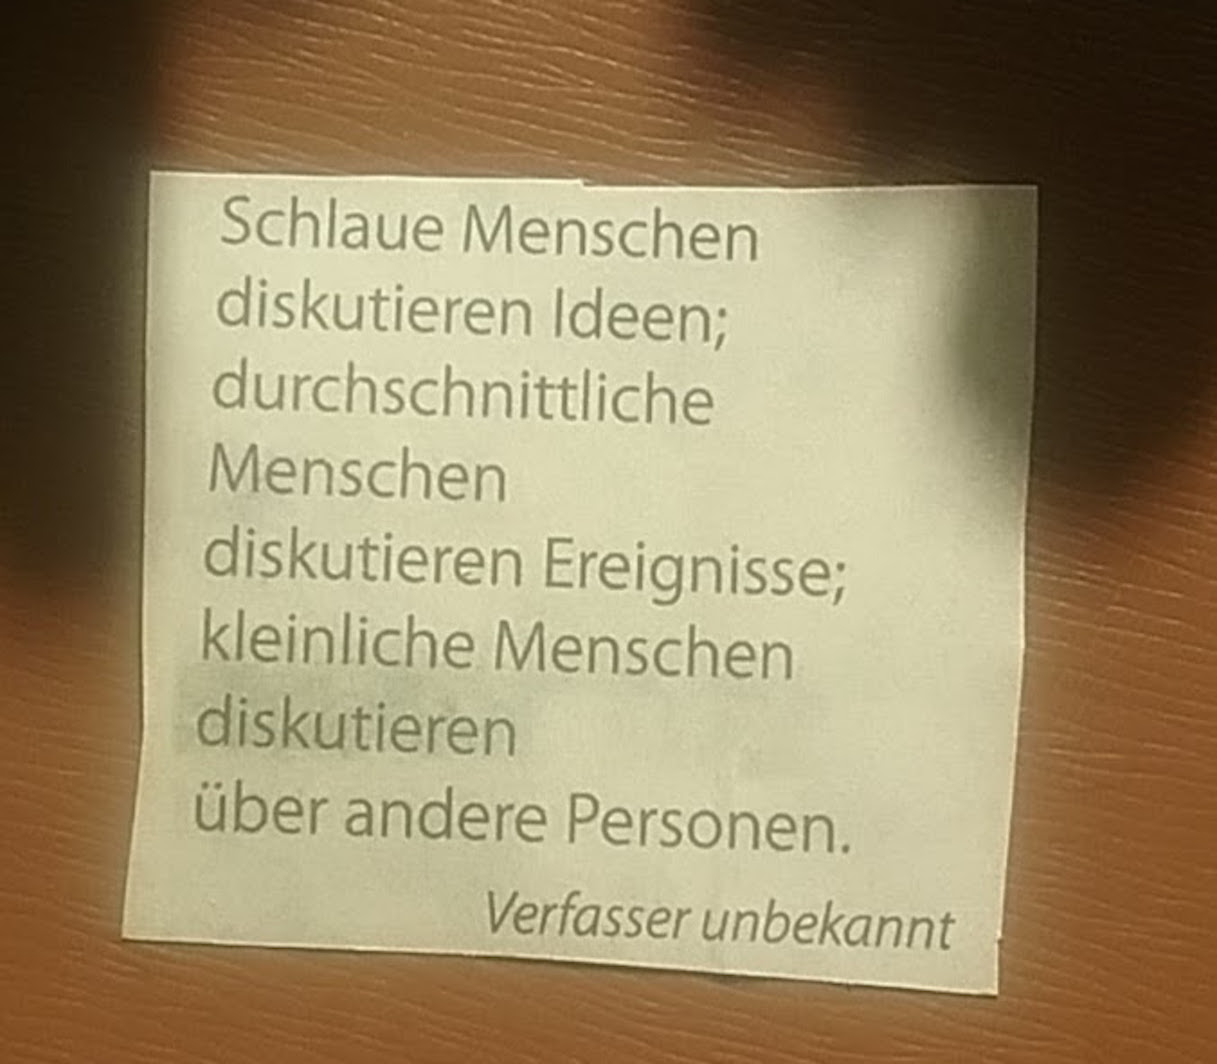 Schlaue Menschen
diskutieren Ideen;
durchschnittliche
Menschen
diskutieren Ereignisse;
kleinliche Menschen
diskutieren
über andere Personen.
Verfasser unbekannt